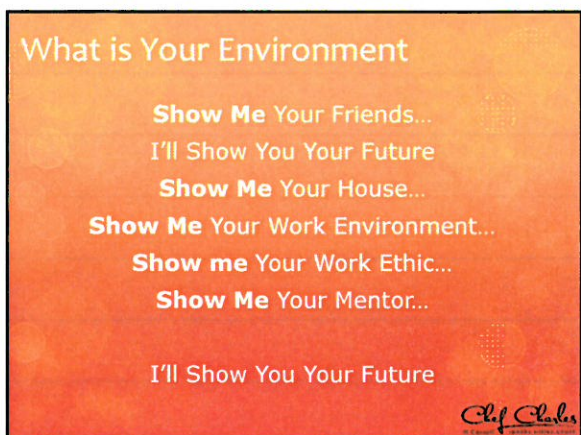 What is Your Environment
Show Me Your Friends...
I'll Show You Your Future
Show Me Your House...
Show Me Your Work Environment...
Show me Your Work Ethic...
Show Me Your Mentor...
I'll Show You Your Future
Chef Charles